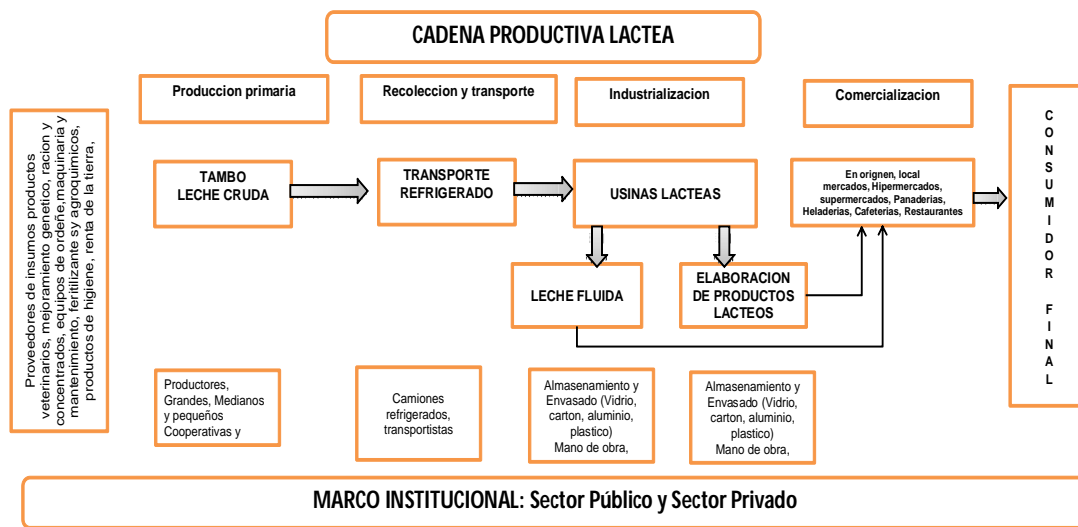 CADENA PRODUCTIVA LACTEA
Produccion primaria
Recoleccion y transporte
Industrializacion
Comercializacion
Proveedores de insumos productos
veterinarios, mejoramiento genetico, racion y
concentrados, equipos de ordeñe,maquinaria y
mantenimiento, feritilizante sy agroquimicos,
productos de higiene, renta de la tierra,
TAMBO
LECHE CRUDA
TRANSPORTE
REFRIGERADO
USINAS LACTEAS
En orignen, local
mercados, Hipermercados,
supermercados, Panaderias,
Heladerias, Cafeterías, Restaurantes
LECHE FLUIDA
ELABORACION
DE PRODUCTOS
LACTEOS
CONSUMIDOR FINAL
Productores,
Grandes, Medianos
y pequeños
Cooperativas y
Camiones
refrigerados,
transportistas
Almasenamiento y
Envasado (Vidrio,
carton, aluminio,
plastico)
Mano de obra,
Almasenamiento y
Envasado (Vidrio,
carton, aluminio,
plastico)
Mano de obra,
MARCO INSTITUCIONAL: Sector Público y Sector Privado